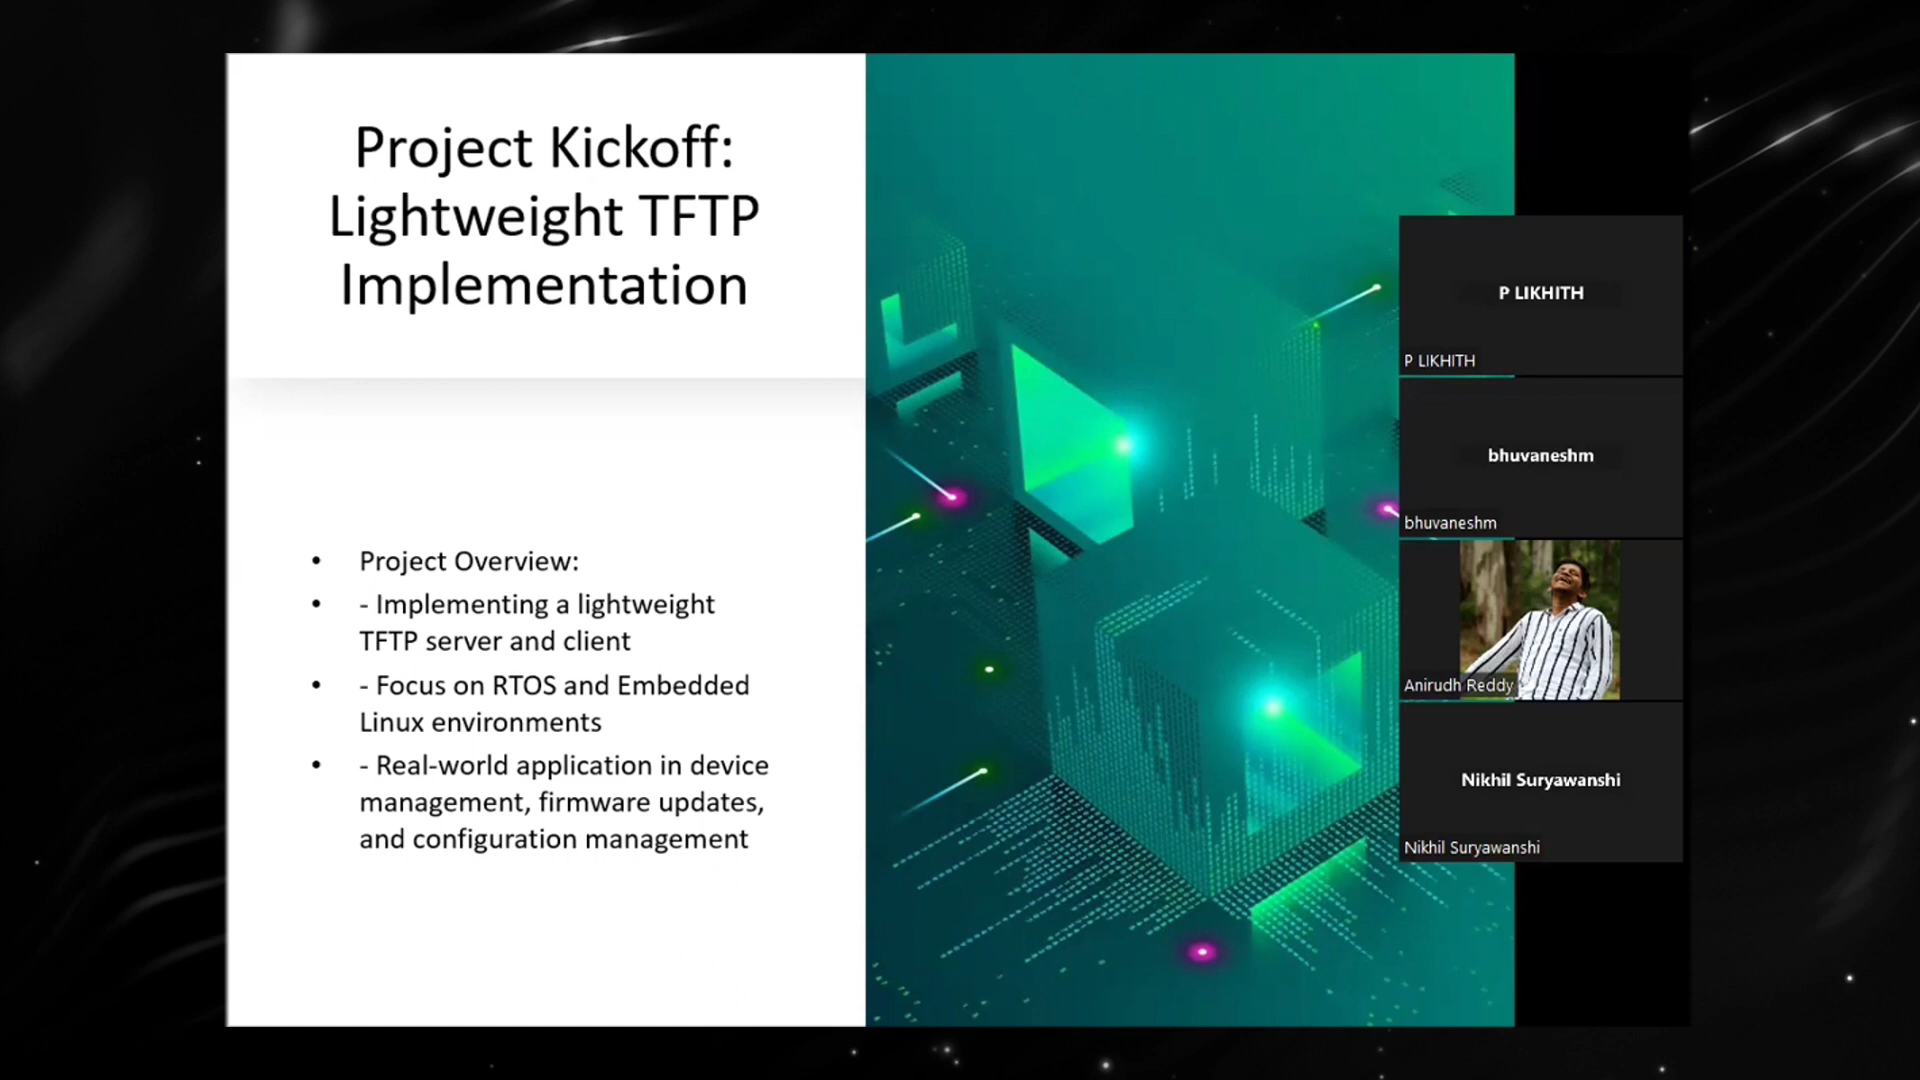 Project Kickoff:
Lightweight TFTP
Implementation
• Project Overview:
• - Implementing a lightweight
TFTP server and client
• - Focus on RTOS and Embedded
Linux environments
• - Real-world application in device
management, firmware updates,
and configuration management
P LIKHITH
P LIKHITH
bhuvaneshm
bhuvaneshm
Anirudh Reddy
Nikhil Suryawanshi
Nikhil Suryawanshi